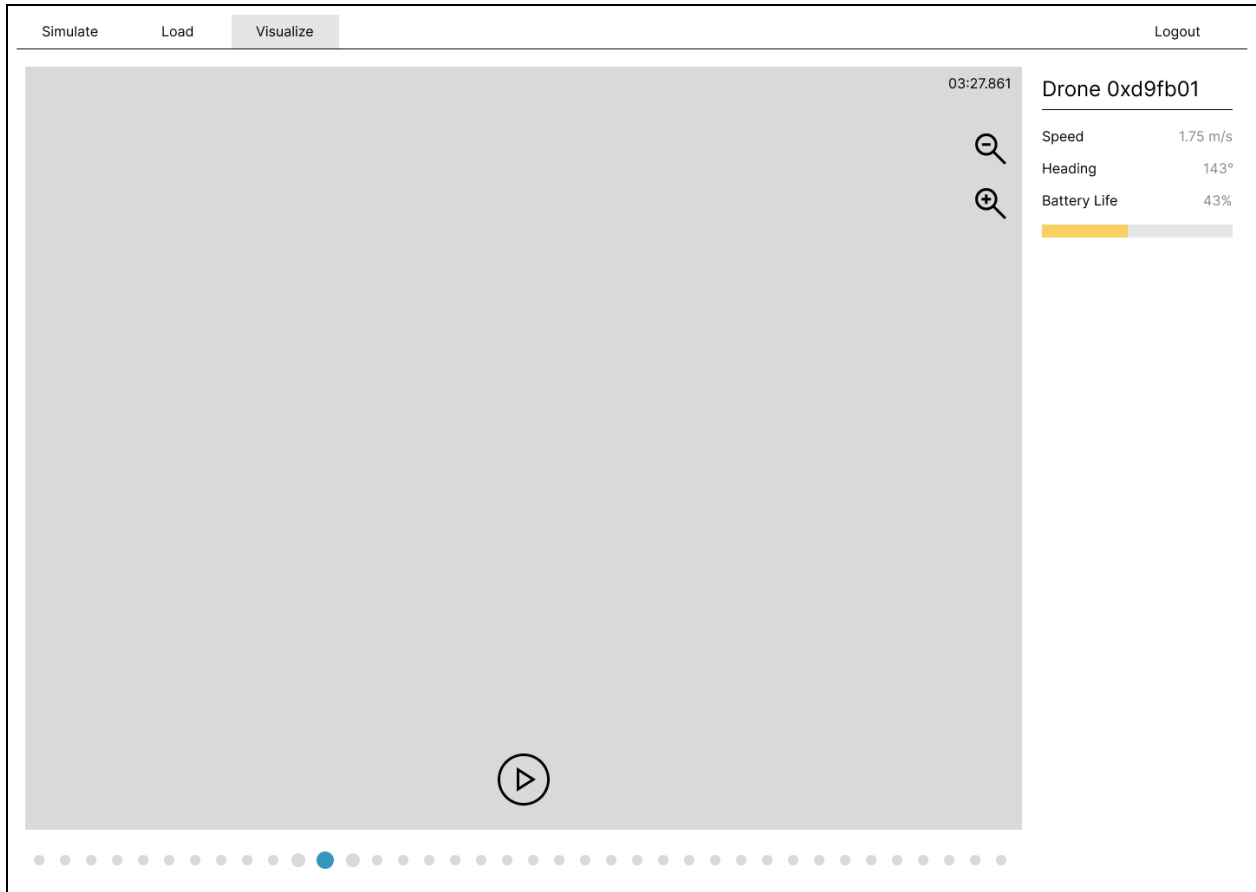 Simulate Load Visualize Logout
03:27.861
Drone 0xd9fb01
Speed 1.75 m/s
Heading 143°
Battery Life 43%